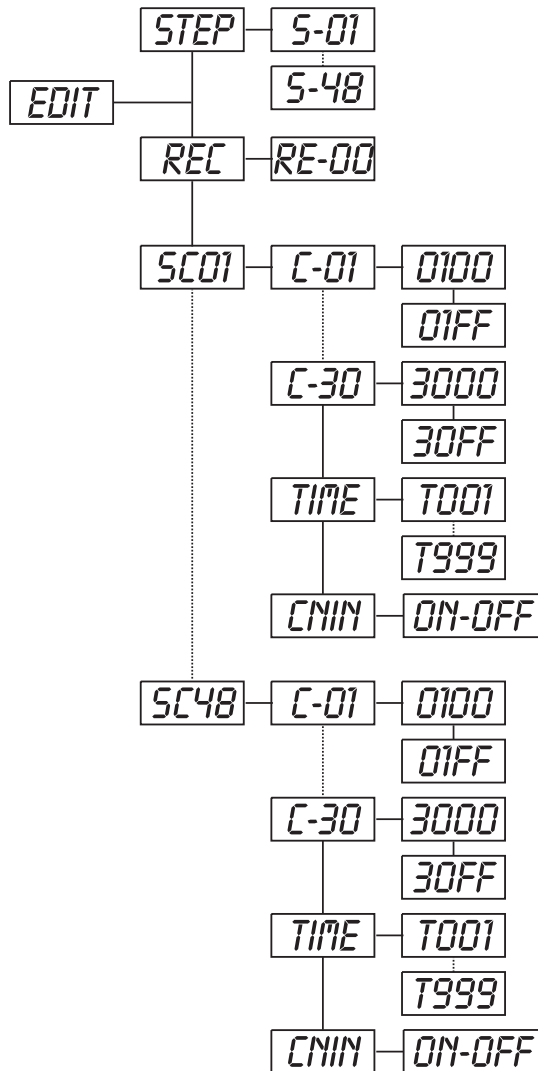 STEP S-01
S-48
EDIT
REC RE-00
SC01 C-01 0100
01FF
C-30 3000
30FF
TIME T001
T999
CNIN ON-OFF
SC48 C-01 0100
01FF
C-30 3000
30FF
TIME T001
T999
CNIN ON-OFF